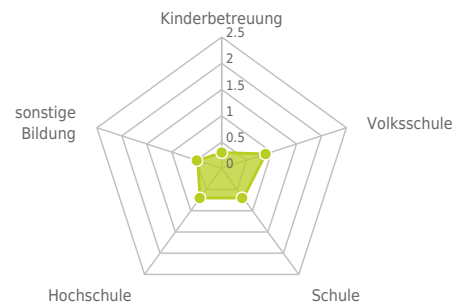 Kinderbetreuung
2.5
2
1.5
1
0.5
0
sonstige
Bildung
Volksschule
Hochschule
Schule